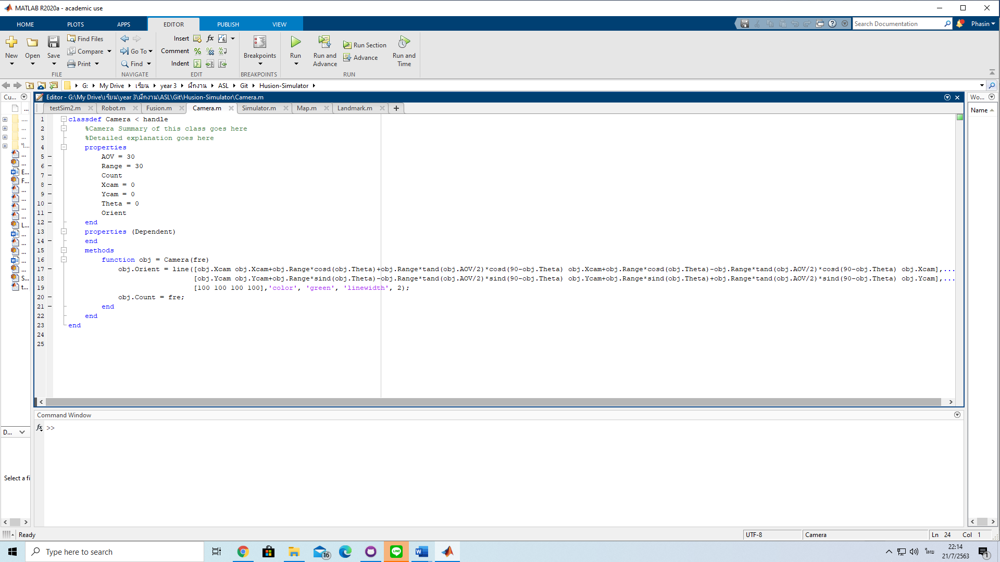 MATLAB R2020a - academic use
HOME PLOTS APPS EDITOR PUBLISH VIEW Search Documentation Phasin
New Open Save Find Files Compare Print FILE
Go To Find NAVIGATE
Insert fx fi Comment Indent EDIT
Breakpoints BREAKPOINTS
Run Run and Advance Run Section Advance Run and Time RUN
G: My Drive เรียน year 3 ฝึกงาน ASL Git Husion-Simulator
Cu...
Editor - G:\My Drive\เรียน\year 3\ฝึกงาน\ASL\Git\Husion-Simulator\Camera.m
Wo...
Name
testSim2.m Robot.m Fusion.m Camera.m Simulator.m Map.m Landmark.m +
1 classdef Camera < handle
2 %Camera Summary of this class goes here
3 %Detailed explanation goes here
4 properties
5 AOV = 30
6 Range = 30
7 Count
8 Xcam = 0
9 Ycam = 0
10 Theta = 0
11 Orient
12 end
13 properties (Dependent)
14 end
15 methods
16 function obj = Camera(fre)
17 obj.Orient = line([obj.Xcam obj.Xcam+obj.Range*cosd(obj.Theta)+obj.Range*tand(obj.AOV/2)*cosd(90-obj.Theta) obj.Xcam+obj.Range*cosd(obj.Theta)-obj.Range*tand(obj.AOV/2)*cosd(90-obj.Theta) obj.Xcam],...
18 [obj.Ycam obj.Ycam+obj.Range*sind(obj.Theta)-obj.Range*tand(obj.AOV/2)*sind(90-obj.Theta) obj.Ycam+obj.Range*sind(obj.Theta)+obj.Range*tand(obj.AOV/2)*sind(90-obj.Theta) obj.Ycam],...
19 [100 100 100 100],'color', 'green', 'linewidth', 2);
20 obj.Count = fre;
21 end
22 end
23 end
24
25
E...
F...
L...
S...
t...
Command Window
fx >>
D...
Select a fi
Ready
UTF-8 Camera Ln 24 Col 1
Type here to search
16
ไทย
22:14
21/7/2563
1